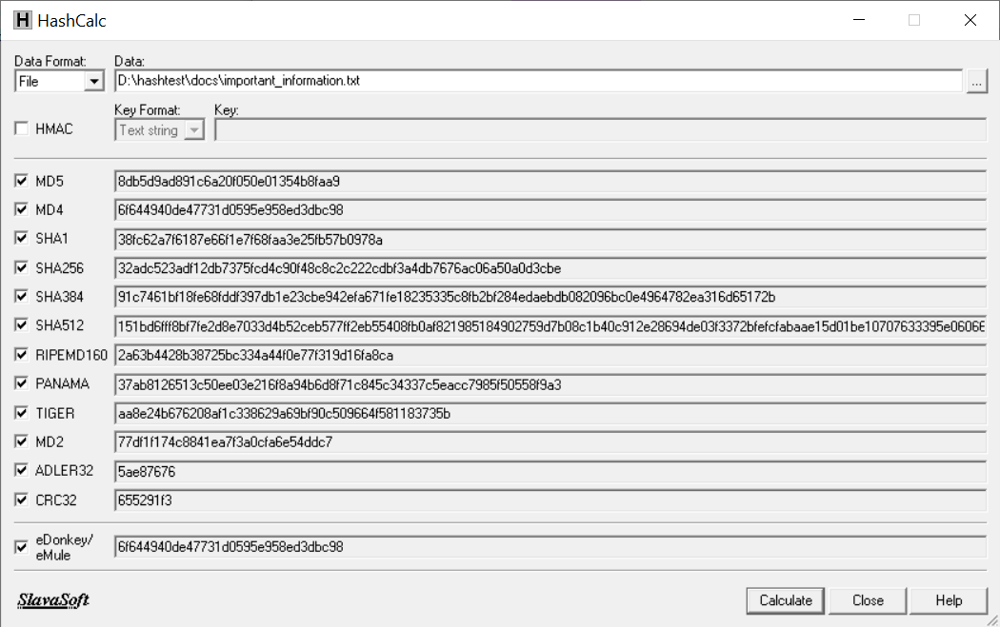 HashCalc
Data Format: Data:
File D:\hashtest\docs\important_information.txt ...
Key Format: Key:
HMAC Text string
MD5 8db5d9ad891c6a20f050e01354b8faa9
MD4 6f644940de47731d0595e958ed3dbc98
SHA1 38fc62a7f6187e66f1e7f68faa3e25fb57b0978a
SHA256 32adc523adf12db7375fcd4c90f48c8c2c222cdbf3a4db7676ac06a50a0d3cbe
SHA384 91c7461bf18fe68fddf397db1e23cbe942efa671fe18235335c8fb2bf284edaebdb082096bc0e4964782ea316d65172b
SHA512 151bd6fff8bf7fe2d8e7033d4b52ceb577ff2eb55408fb0af821985184902759d7b08c1b40c912e28694de03f3372bfefcfabaae15d01be10707633395e06066
RIPEMD160 2a63b4428b38725bc334a44f0e77f319d16fa8ca
PANAMA 37ab8126513c50ee03e216f8a94b6d8f71c845c34337c5eacc7985f50558f9a3
TIGER aa8e24b676208af1c338629a69bf90c509664f581183735b
MD2 77df1f174c8841ea7f3a0cfa6e54ddc7
ADLER32 5ae87676
CRC32 655291f3
eDonkey/
eMule 6f644940de47731d0595e958ed3dbc98
SlavaSoft Calculate Close Help